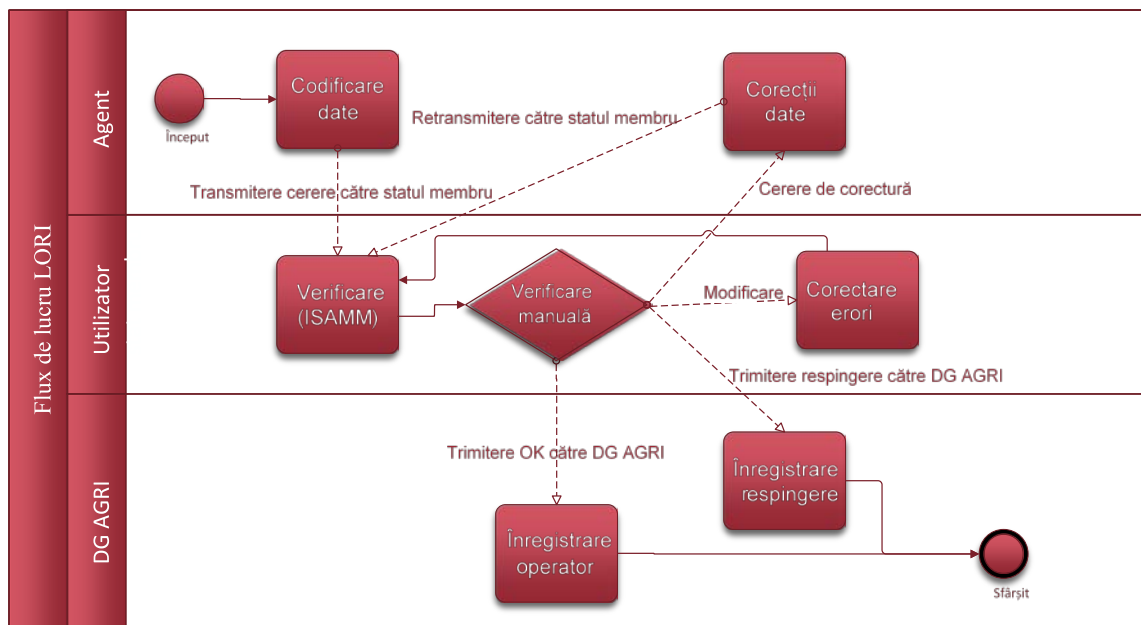 Flux de lucru LORI
Agent
Început
Codificare
date
Retransmitere către statul membru
Corecții
date
Transmitere cerere către statul membru
Cerere de corectură
Utilizator
Verificare
(ISAMM)
Verificare
manuală
Modificare
Corectare
erori
Trimitere respingere către DG AGRI
DG AGRI
Trimitere OK către DG AGRI
Înregistrare
respingere
Înregistrare
operator
Sfârșit